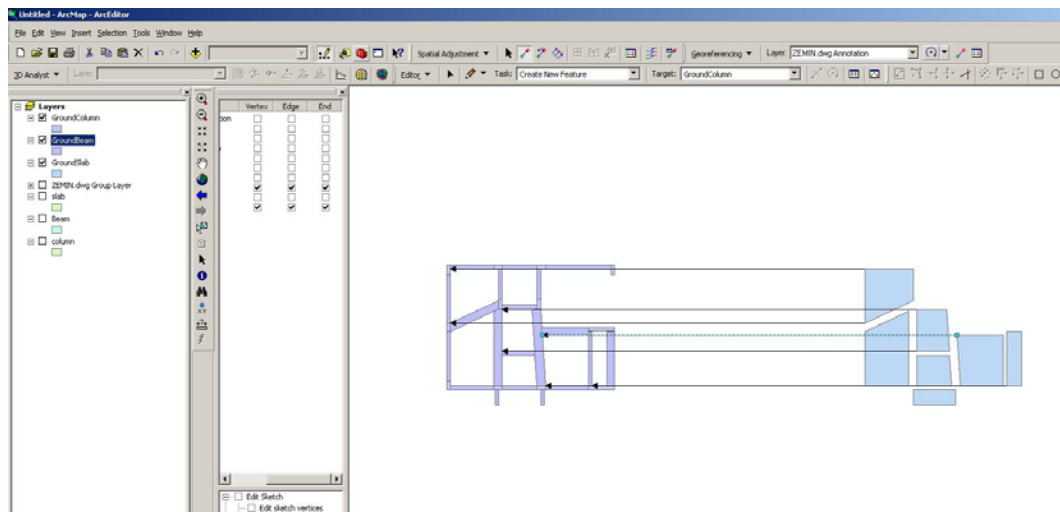 Untitled - ArcMap - ArcEditor
File Edit View Insert Selection Tools Window Help
Spatial Adjustment Georeferencing Layer: ZEMIN.dwg Annotation
3D Analyst Layer: Editor Task: Create New Feature Target: GroundColumn
Layers
GroundColumn
GroundBeam
GroundSlab
ZEMIN.dwg Group Layer
slab
Beam
column
Vertex Edge End
tion
XY
Edit Sketch
Edit sketch vertices